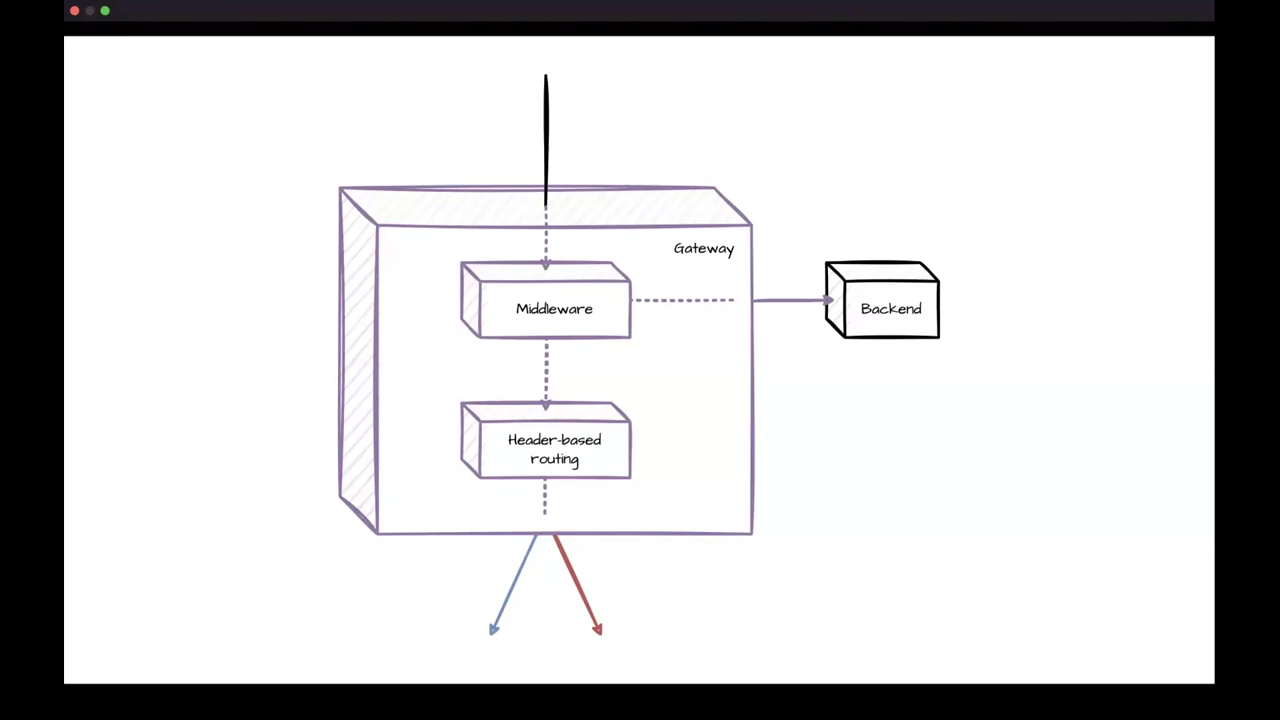 Gateway
Middleware
Backend
Header-based
routing